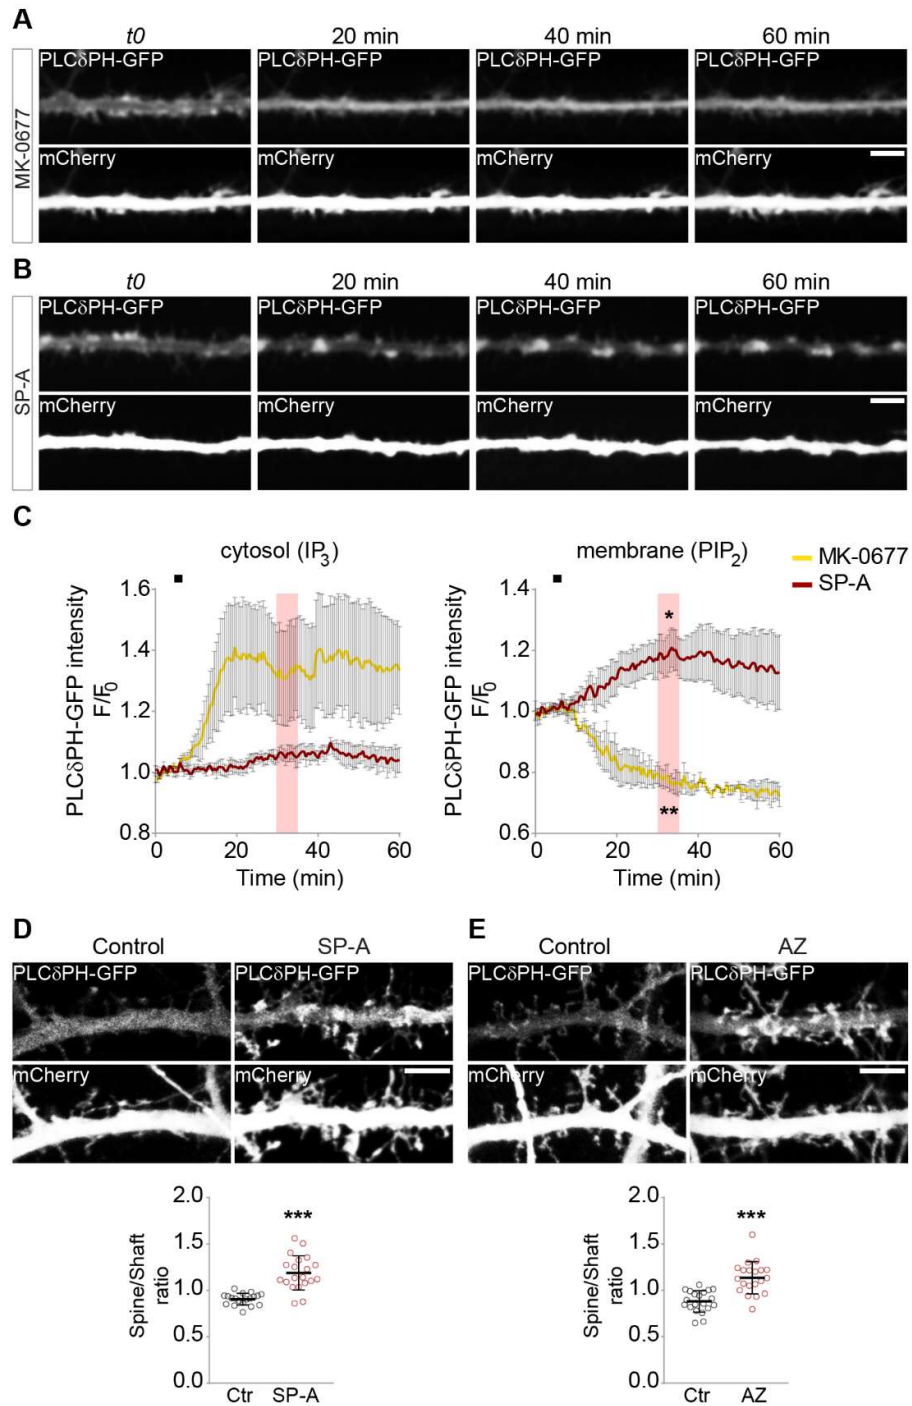 A
t0 20 min 40 min 60 min
MK-0677
PLCδPH-GFP PLCδPH-GFP PLCδPH-GFP PLCδPH-GFP
mCherry mCherry mCherry mCherry
B
t0 20 min 40 min 60 min
SP-A
PLCδPH-GFP PLCδPH-GFP PLCδPH-GFP PLCδPH-GFP
mCherry mCherry mCherry mCherry
C
cytosol (IP3)
PLCδPH-GFP intensity
F/F0
1.6
1.4
1.2
1.0
0.8
0 20 40 60
Time (min)
membrane (PIP2)
PLCδPH-GFP intensity
F/F0
1.4
1.2
1.0
0.8
0.6
*
**
0 20 40 60
Time (min)
MK-0677
SP-A
D
Control SP-A
PLCδPH-GFP PLCδPH-GFP
mCherry mCherry
Spine/Shaft
ratio
2.0
1.5
1.0
0.5
0.0
***
Ctr SP-A
E
Control AZ
PLCδPH-GFP RLCδPH-GFP
mCherry mCherry
Spine/Shaft
ratio
2.0
1.5
1.0
0.5
0.0
***
Ctr AZ